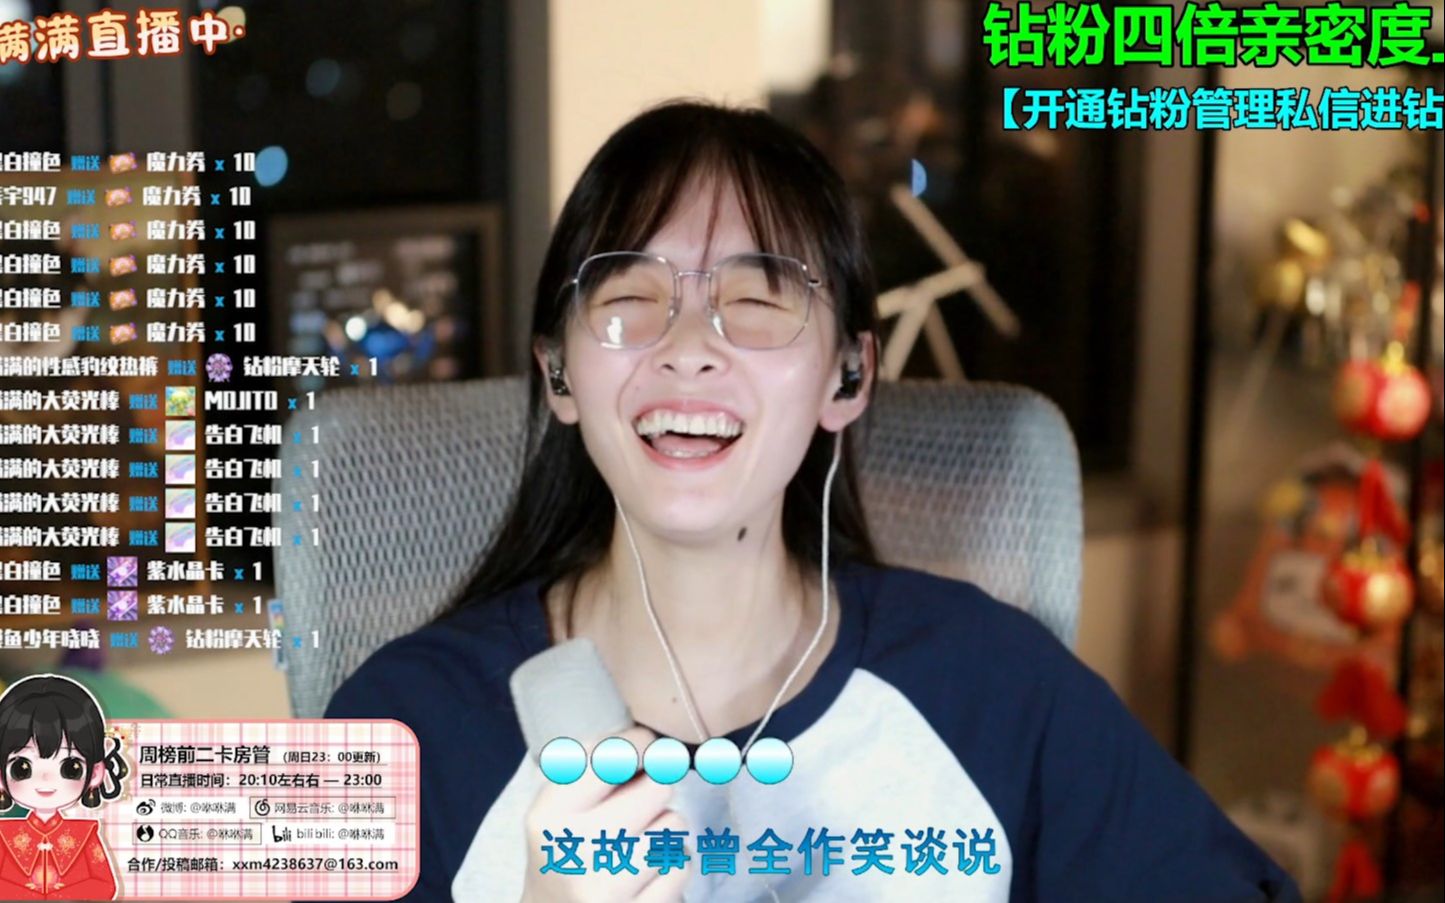 满满直播中
钻粉四倍亲密度
【开通钻粉管理私信进钻
白撞色 赠送 魔力券 x 10
宇947 赠送 魔力券 x 10
白撞色 赠送 魔力券 x 10
白撞色 赠送 魔力券 x 10
白撞色 赠送 魔力券 x 10
白撞色 赠送 魔力券 x 10
满的性感豹纹热裤 赠送 钻粉摩天轮 x 1
满的大荧光棒 赠送 MOJITO x 1
满的大荧光棒 赠送 告白飞机 x 1
满的大荧光棒 赠送 告白飞机 x 1
满的大荧光棒 赠送 告白飞机 x 1
满的大荧光棒 赠送 告白飞机 x 1
白撞色 赠送 紫水晶卡 x 1
白撞色 赠送 紫水晶卡 x 1
鱼少年晓晓 赠送 钻粉摩天轮 x 1
周榜前二卡房管 （周日23：00更新）
日常直播时间：20:10左右右 — 23:00
微博: @咻咻满 网易云音乐: @咻咻满
QQ音乐: @咻咻满 bilibili: @咻咻满
合作/投稿邮箱：xxm4238637@163.com
这故事曾全作笑谈说